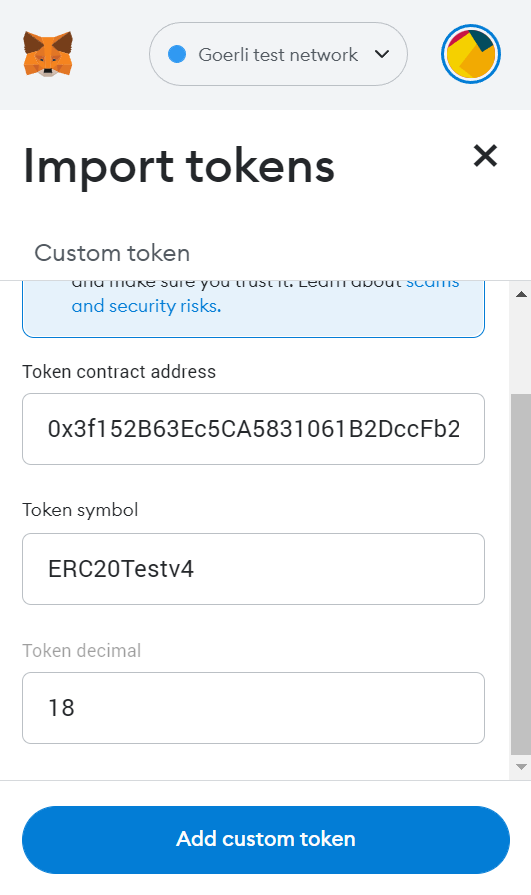 Goerli test network
Import tokens
Custom token
and make sure you trust it. Learn about scams
and security risks.
Token contract address
0x3f152B63Ec5CA5831061B2DccFb2
Token symbol
ERC20Testv4
Token decimal
18
Add custom token